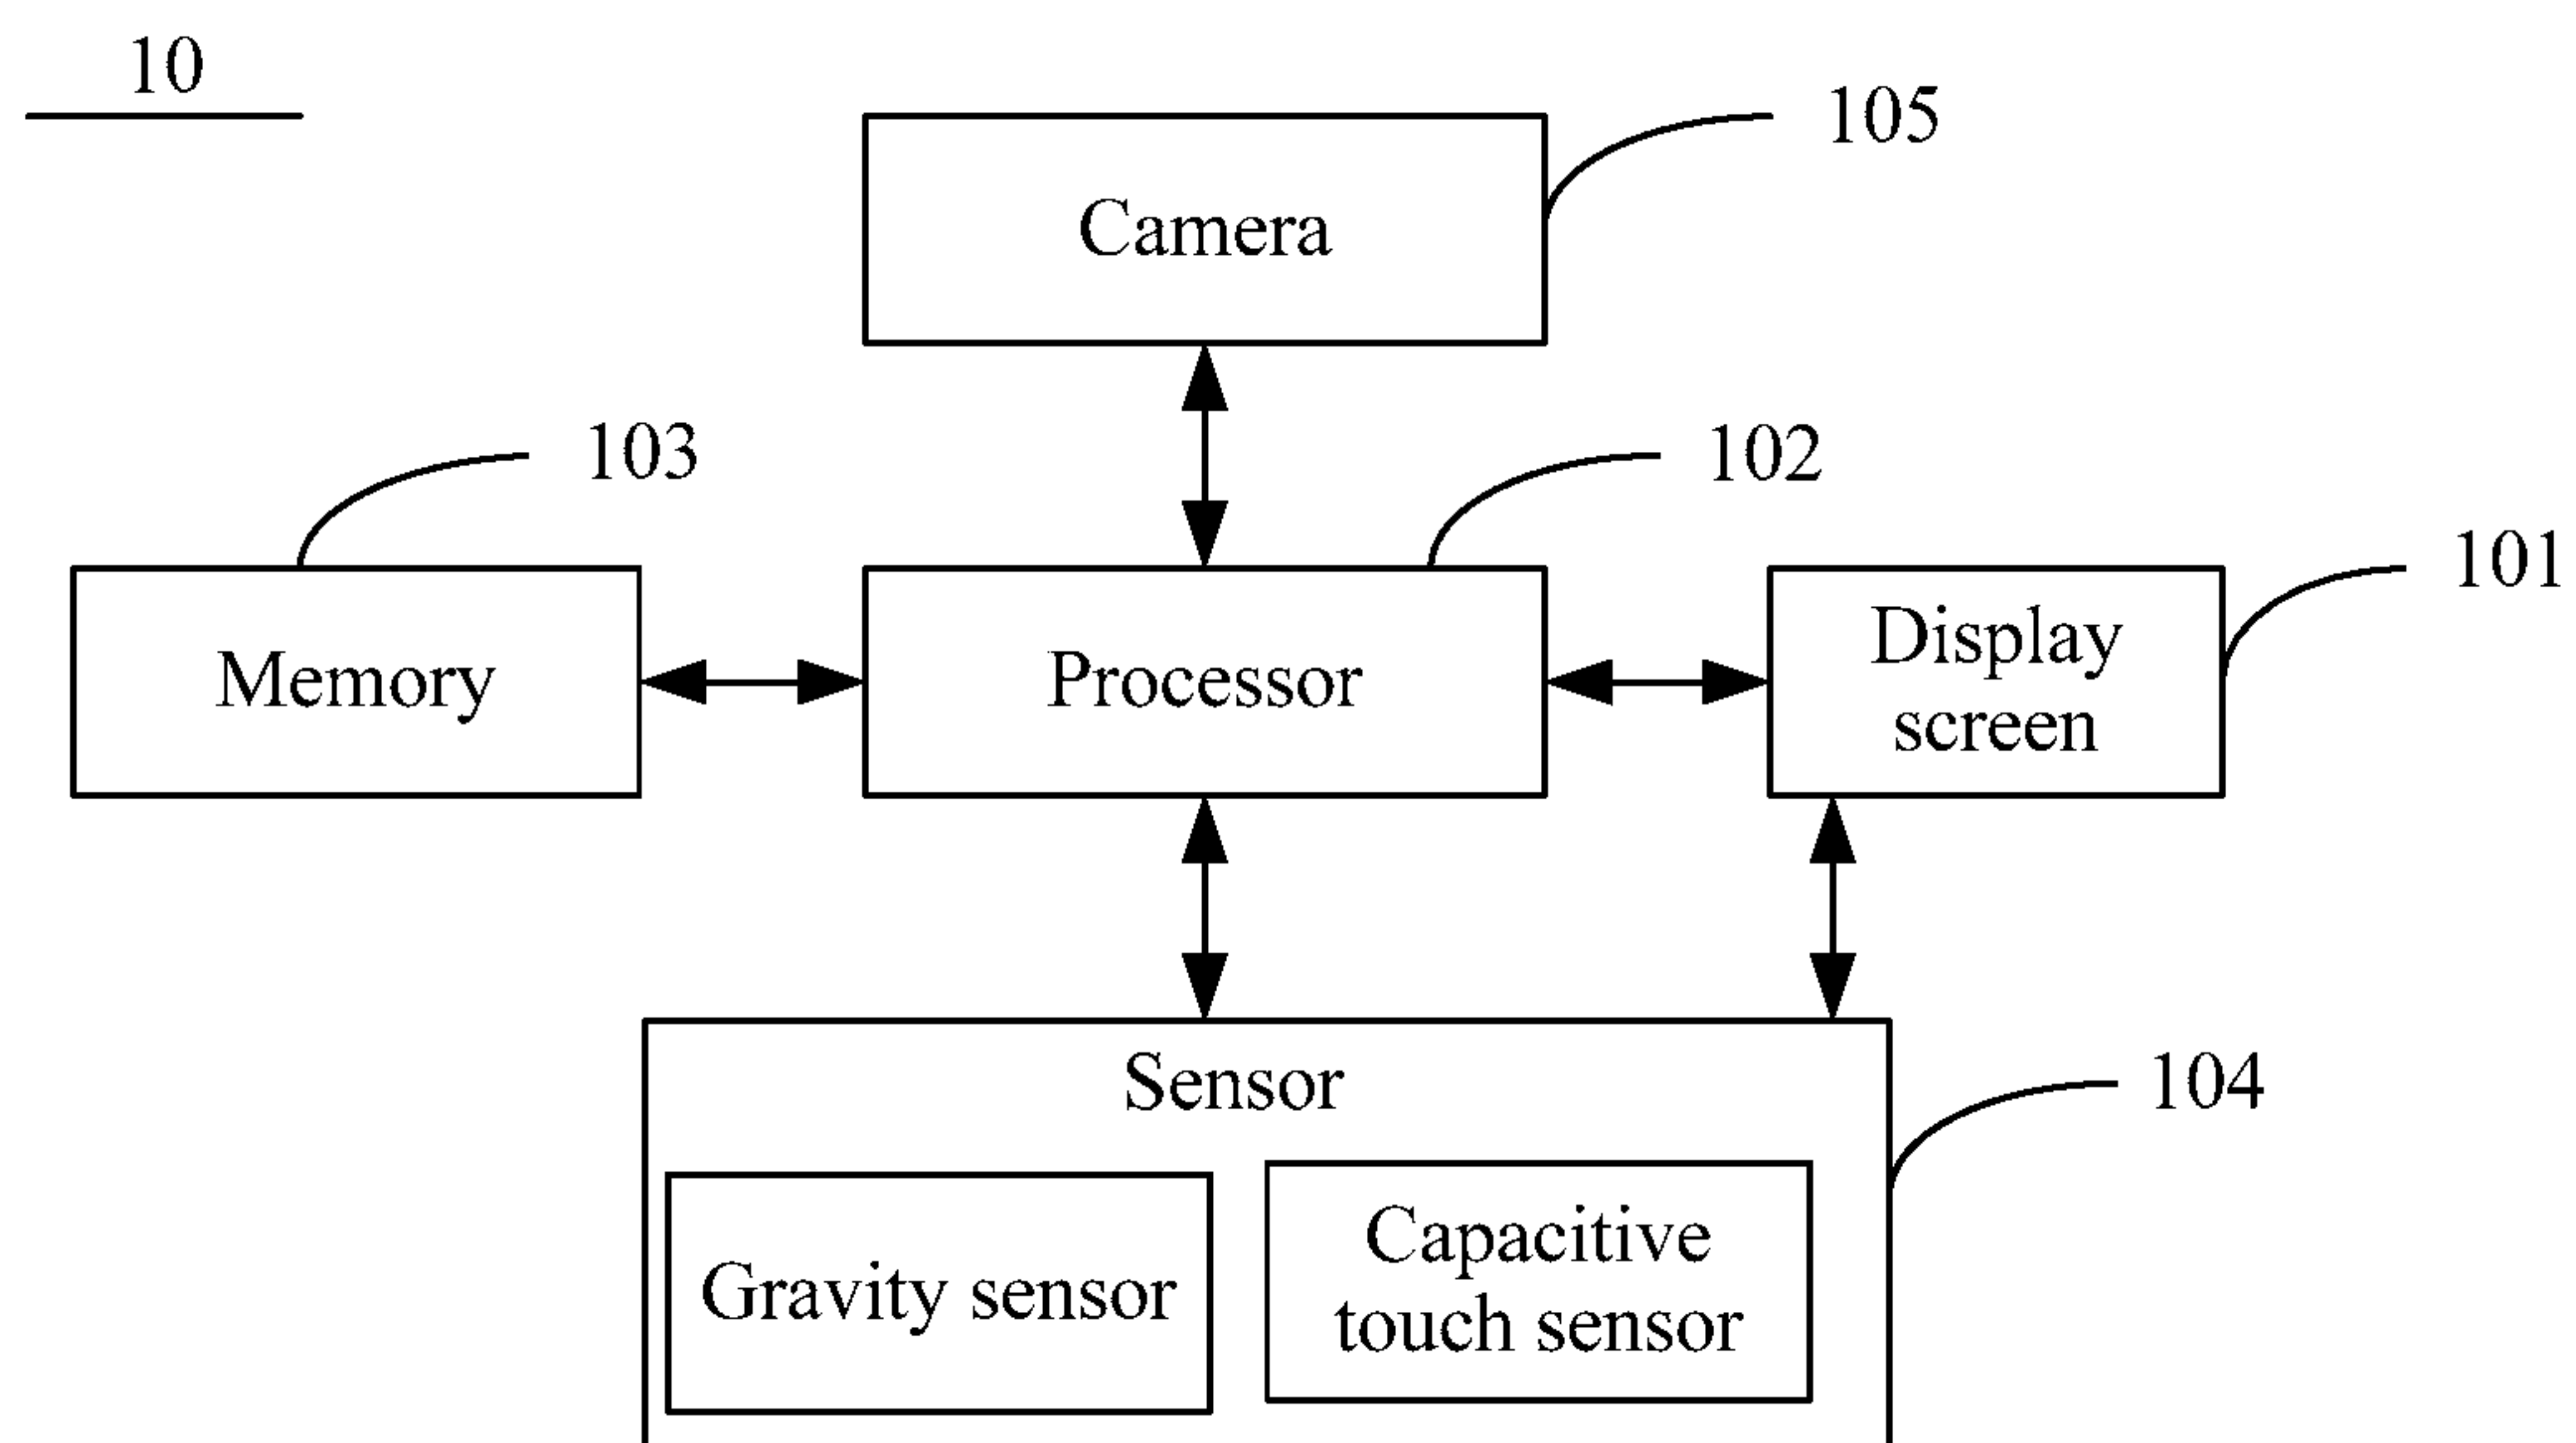 10
105
Camera
103
102
101
Memory
Processor
Display
screen
Sensor
104
Gravity sensor
Capacitive
touch sensor